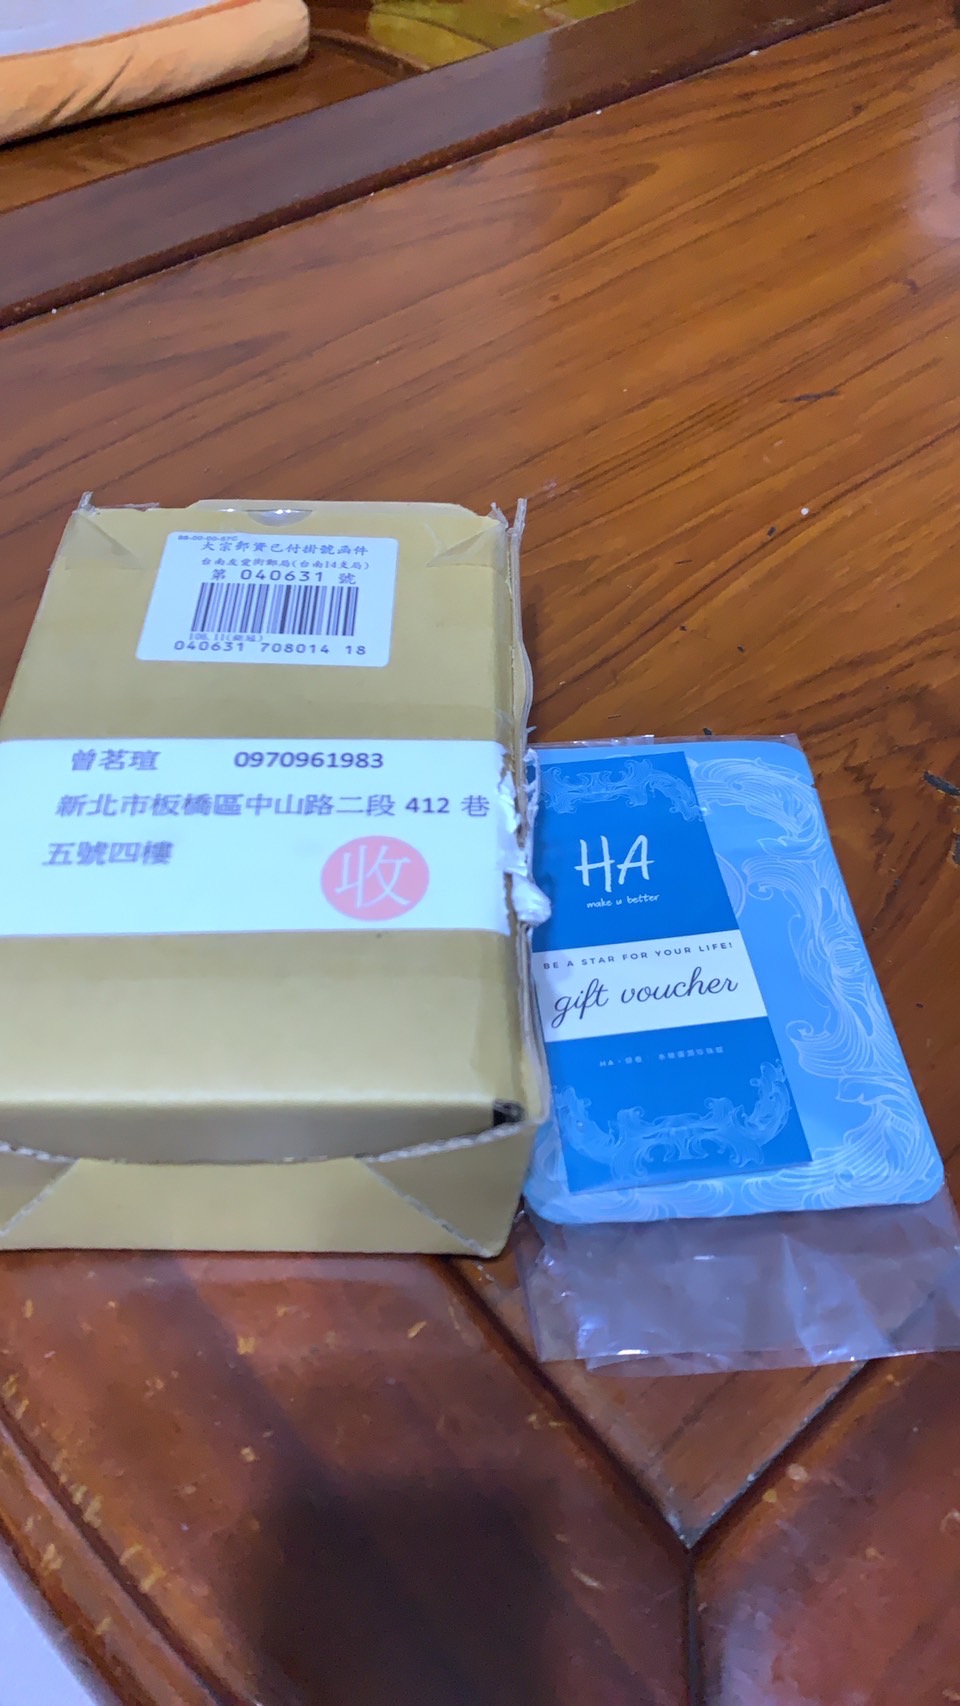 大宗郵資已付掛號函件
台南友愛街郵局(台南14支局)
第 040631 號
040631 708014 18
曾茗瑄 0970961983
新北市板橋區中山路二段 412 巷
五號四樓
收
HA
make u better
BE A STAR FOR YOUR LIFE!
gift voucher